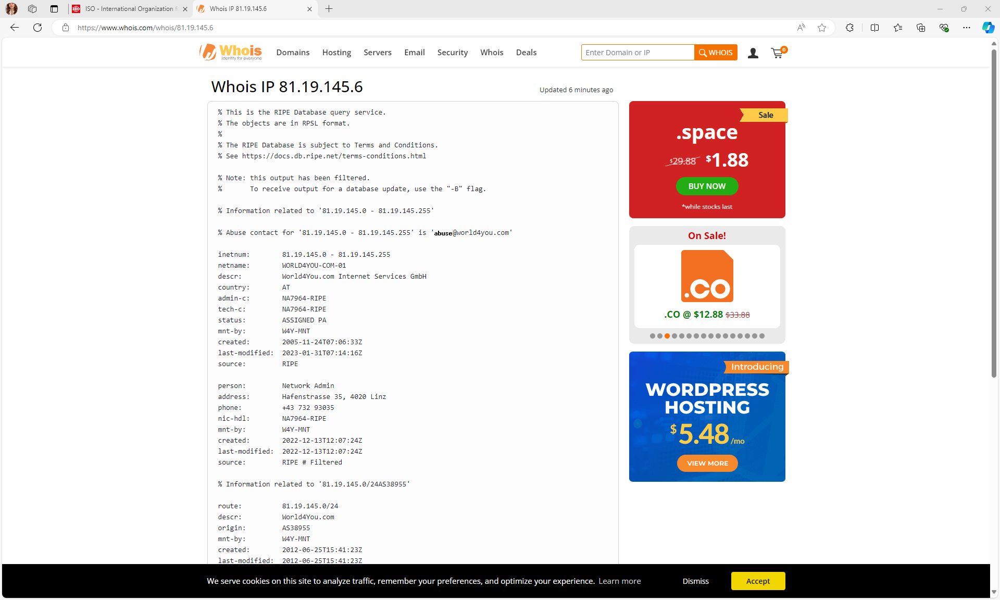 ISO - International Organization f
Whois IP 81.19.145.6
https://www.whois.com/whois/81.19.145.6
Whois
Identity for everyone
Domains
Hosting
Servers
Email
Security
Whois
Deals
Enter Domain or IP
WHOIS
0
Whois IP 81.19.145.6
Updated 6 minutes ago
% This is the RIPE Database query service.
% The objects are in RPSL format.
%
% The RIPE Database is subject to Terms and Conditions.
% See https://docs.db.ripe.net/terms-conditions.html
% Note: this output has been filtered.
%       To receive output for a database update, use the "-B" flag.
% Information related to '81.19.145.0 - 81.19.145.255'
% Abuse contact for '81.19.145.0 - 81.19.145.255' is 'abuse@world4you.com'
inetnum:        81.19.145.0 - 81.19.145.255
netname:        WORLD4YOU-COM-01
descr:          World4You.com Internet Services GmbH
country:        AT
admin-c:        NA7964-RIPE
tech-c:         NA7964-RIPE
status:         ASSIGNED PA
mnt-by:         W4Y-MNT
created:        2005-11-24T07:06:33Z
last-modified:  2023-01-31T07:14:16Z
source:         RIPE
person:         Network Admin
address:        Hafenstrasse 35, 4020 Linz
phone:          +43 732 93035
nic-hdl:        NA7964-RIPE
mnt-by:         W4Y-MNT
created:        2022-12-13T12:07:24Z
last-modified:  2022-12-13T12:07:24Z
source:         RIPE # Filtered
% Information related to '81.19.145.0/24AS38955'
route:          81.19.145.0/24
descr:          World4You.com
origin:         AS38955
mnt-by:         W4Y-MNT
created:        2012-06-25T15:41:23Z
last-modified:  2012-06-25T15:41:23Z
Sale
.space
$29.88 $1.88
BUY NOW
*while stocks last
On Sale!
.CO
.CO @ $12.88 $33.88
Introducing
WORDPRESS
HOSTING
$5.48/mo
VIEW MORE
We serve cookies on this site to analyze traffic, remember your preferences, and optimize your experience. Learn more
Dismiss
Accept